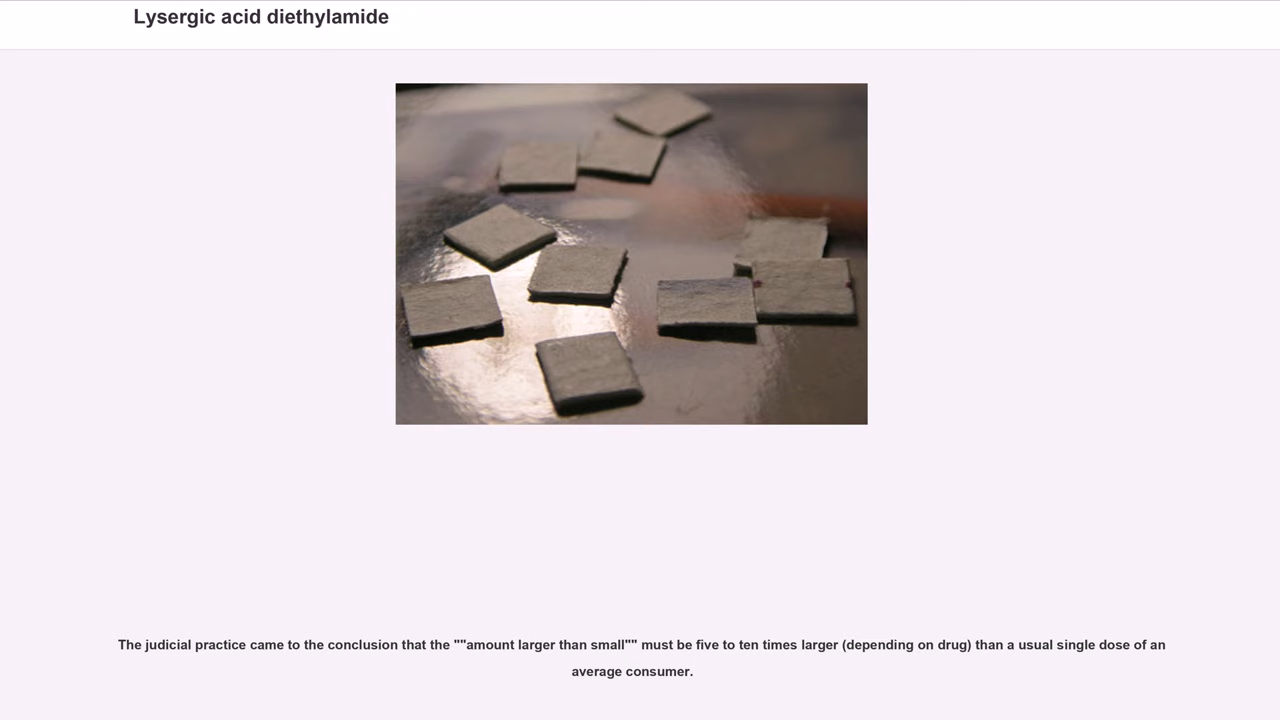 Lysergic acid diethylamide
The judicial practice came to the conclusion that the ""amount larger than small"" must be five to ten times larger (depending on drug) than a usual single dose of an
average consumer.